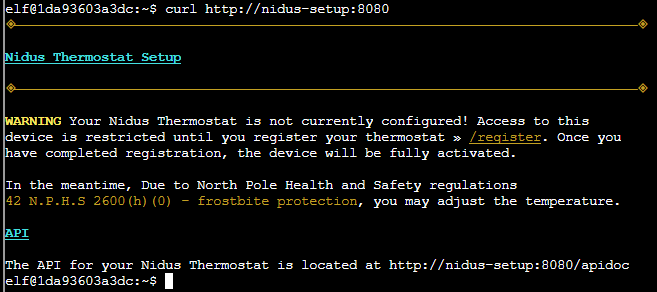 elf@1da93603a3dc:~$ curl http://nidus-setup:8080
Nidus Thermostat Setup
WARNING Your Nidus Thermostat is not currently configured! Access to this
device is restricted until you register your thermostat » /register. Once you
have completed registration, the device will be fully activated.
In the meantime, Due to North Pole Health and Safety regulations
42 N.P.H.S 2600(h)(0) - frostbite protection, you may adjust the temperature.
API
The API for your Nidus Thermostat is located at http://nidus-setup:8080/apidoc
elf@1da93603a3dc:~$